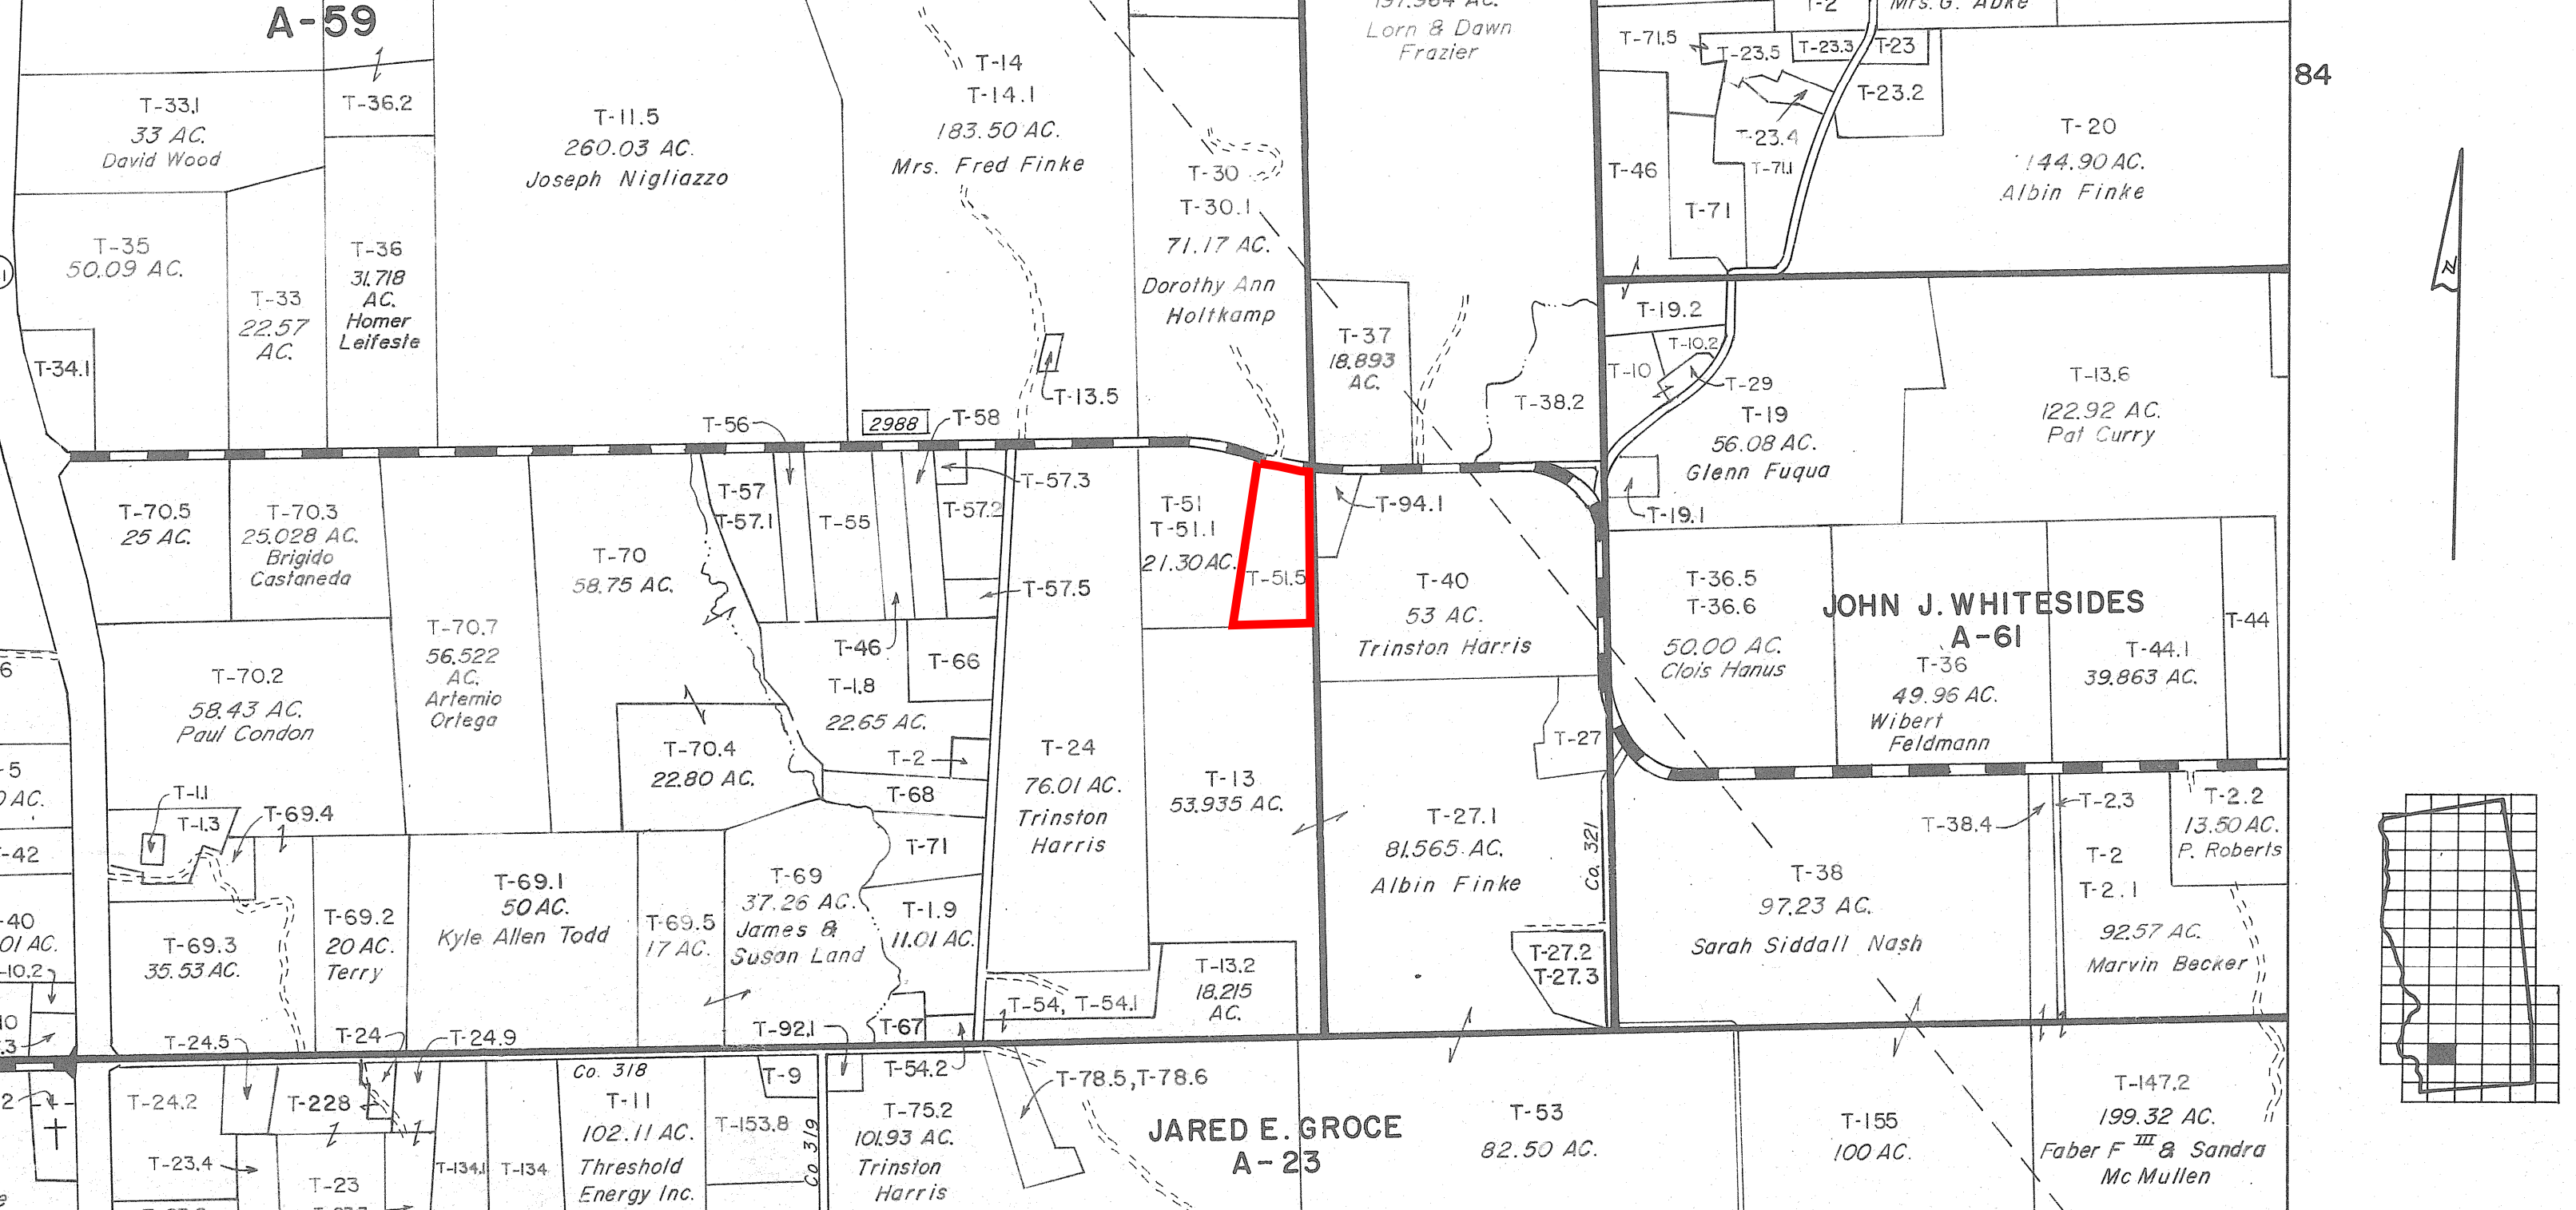 A-59
T-33.1
33 AC.
David Wood
T-36.2
T-11.5
260.03 AC.
Joseph Nigliazzo
T-14
T-14.1
183.50 AC.
Mrs. Fred Finke
T-30
T-30.1
71.17 AC.
Dorothy Ann
Holtkamp
Lorn & Dawn
Frazier
T-2
Mrs. G. Abke
T-71.5
T-23.5
T-23.3
T-23
T-23.2
T-23.4
T-71.1
T-46
T-71
T-20
144.90 AC.
Albin Finke
84
N
T-35
50.09 AC.
T-33
22.57
AC.
T-36
31.718
AC.
Homer
Leifeste
T-34.1
T-13.5
T-37
18.893
AC.
T-38.2
T-19.2
T-10.2
T-10
T-29
T-19
56.08 AC.
Glenn Fuqua
T-19.1
T-13.6
122.92 AC.
Pat Curry
T-56
2988
T-58
T-70.5
25 AC.
T-70.3
25.028 AC.
Brigido
Castaneda
T-70.7
56.522
AC.
Artemio
Ortega
T-70
58.75 AC.
T-57
T-57.1
T-55
T-57.2
T-57.3
T-57.5
T-46
T-66
T-1.8
22.65 AC.
T-2
T-68
T-71
T-51
T-51.1
21.30 AC.
T-51.5
T-94.1
T-40
53 AC.
Trinston Harris
T-36.5
T-36.6
50.00 AC.
Clois Hanus
JOHN J. WHITESIDES
A-61
T-36
49.96 AC.
Wibert
Feldmann
T-44.1
39.863 AC.
T-44
T-70.2
58.43 AC.
Paul Condon
T-70.4
22.80 AC.
T-24
76.01 AC.
Trinston
Harris
T-13
53.935 AC.
T-27
T-27.1
81.565 AC.
Albin Finke
Co. 321
T-27.2
T-27.3
T-38.4
T-2.3
T-2.2
13.50 AC.
P. Roberts
T-2
T-2.1
92.57 AC.
Marvin Becker
T-38
97.23 AC.
Sarah Siddall Nash
T-1.1
T-1.3
T-69.4
T-69.3
35.53 AC.
T-69.2
20 AC.
Terry
T-69.1
50 AC.
Kyle Allen Todd
T-69.5
17 AC.
T-69
37.26 AC.
James &
Susan Land
T-1.9
11.01 AC.
T-54, T-54.1
T-13.2
18.215
AC.
T-24.5
T-24
T-24.9
T-92.1
T-67
T-54.2
T-78.5, T-78.6
T-24.2
T-228
T-23.4
T-23
T-134.1
T-134
Co. 318
T-11
102.11 AC.
Threshold
Energy Inc.
T-9
T-153.8
Co 319
T-75.2
101.93 AC.
Trinston
Harris
JARED E. GROCE
A-23
T-53
82.50 AC.
T-155
100 AC.
T-147.2
199.32 AC.
Faber F III & Sandra
Mc Mullen